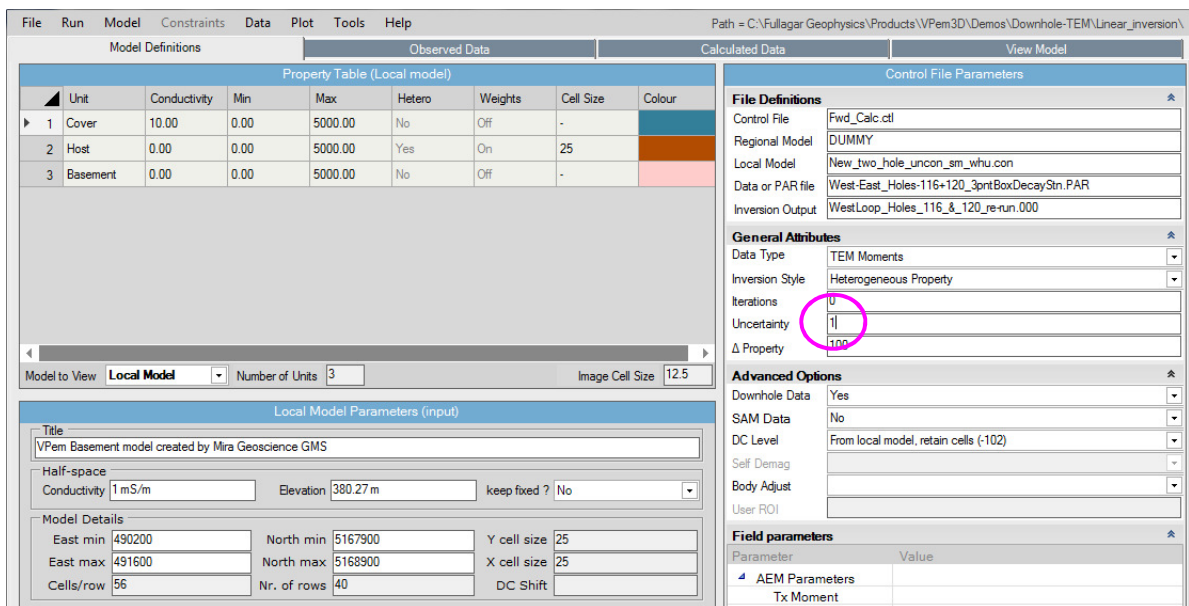 File Run Model Constraints Data Plot Tools Help Path = C:\Fullagar Geophysics\Products\VPem3D\Demos\Downhole-TEM\Linear_inversion\
Model Definitions Observed Data Calculated Data View Model
Property Table (Local model)
Unit Conductivity Min Max Hetero Weights Cell Size Colour
1 Cover 10.00 0.00 5000.00 No Off -
2 Host 0.00 0.00 5000.00 Yes On 25
3 Basement 0.00 0.00 5000.00 No Off -
Model to View Local Model Number of Units 3 Image Cell Size 12.5
Local Model Parameters (input)
Title
VPem Basement model created by Mira Geoscience GMS
Half-space
Conductivity 1 mS/m Elevation 380.27 m keep fixed ? No
Model Details
East min 490200 North min 5167900 Y cell size 25
East max 491600 North max 5168900 X cell size 25
Cells/row 56 Nr. of rows 40 DC Shift
Control File Parameters
File Definitions
Control File Fwd_Calc.ctl
Regional Model DUMMY
Local Model New_two_hole_uncon_sm_whu.con
Data or PAR file West-East_Holes-116+120_3pntBoxDecayStn.PAR
Inversion Output WestLoop_Holes_116_&_120_re-run.000
General Attributes
Data Type TEM Moments
Inversion Style Heterogeneous Property
Iterations 0
Uncertainty 1
Δ Property 100
Advanced Options
Downhole Data Yes
SAM Data No
DC Level From local model, retain cells (-102)
Self Demag
Body Adjust
User ROI
Field parameters
Parameter Value
AEM Parameters
Tx Moment